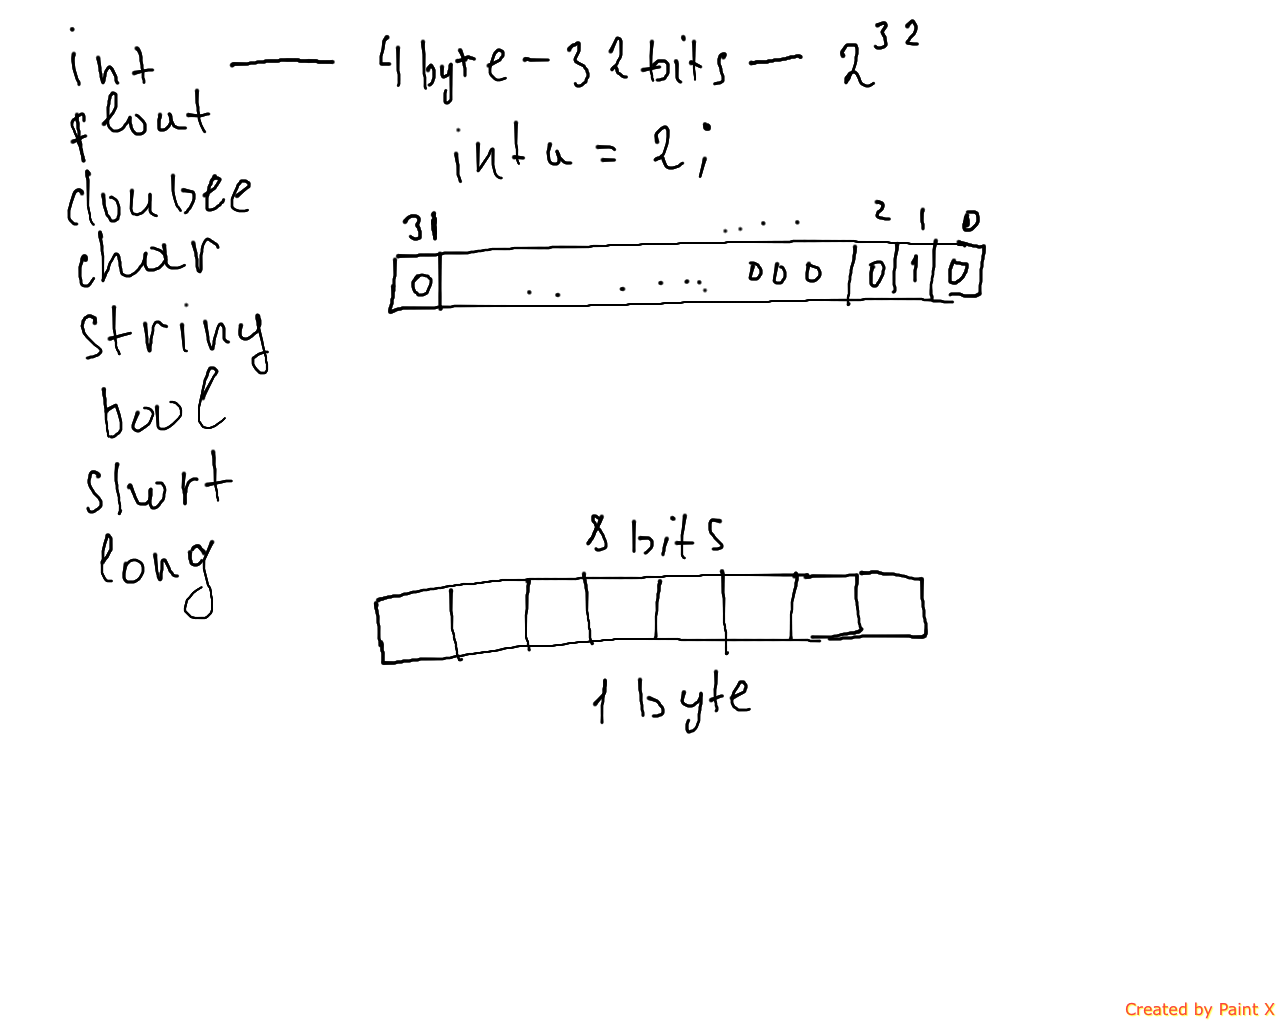 int — 4 byte - 32 bits — 2^32
float
int a = 2;
double
31 .... 2 1 0
char
0 .. . ... 000 0 1 0
string
bool
short
8 bits
long
1 byte
Created by Paint X